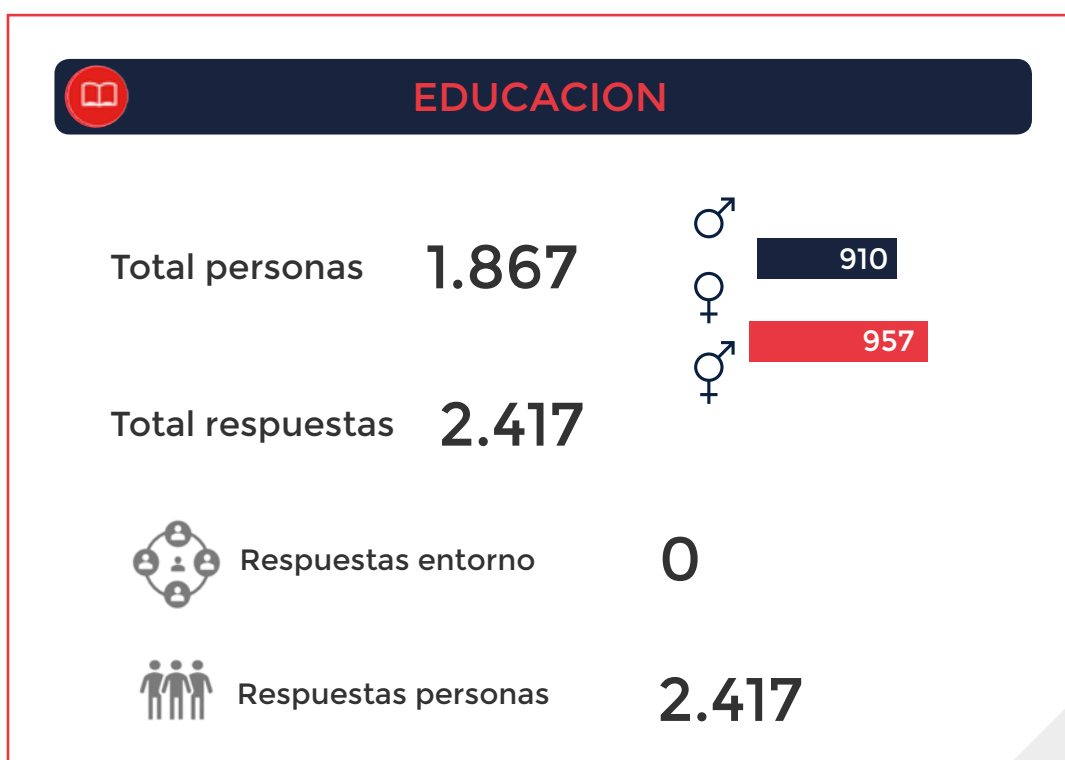 EDUCACION
Total personas 1.867
910
957
Total respuestas 2.417
Respuestas entorno 0
Respuestas personas 2.417